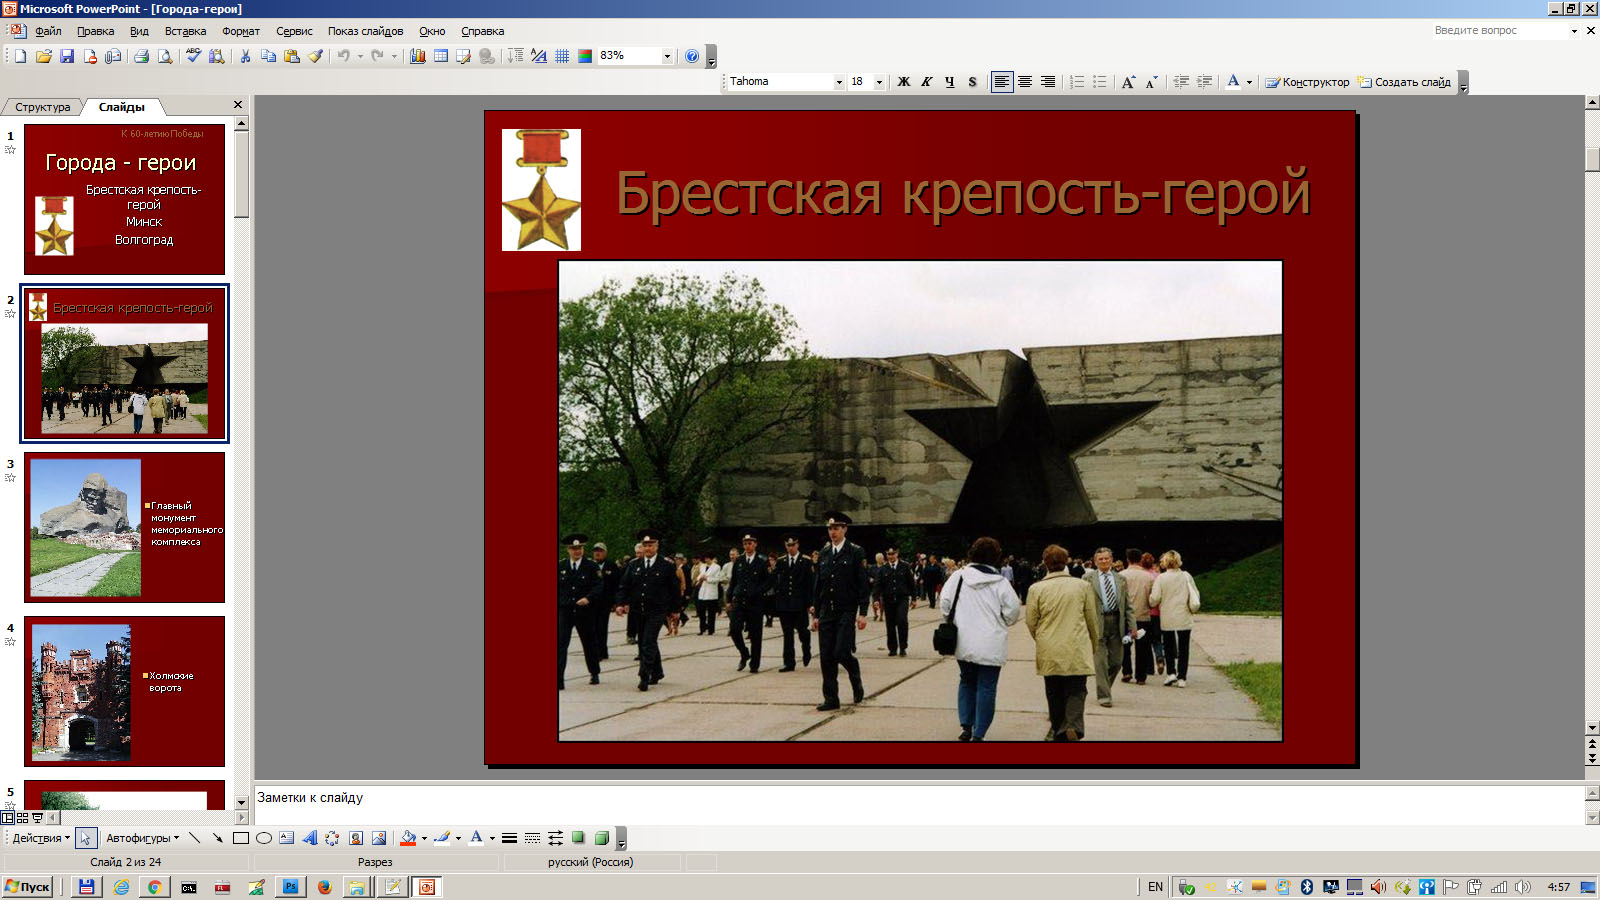 Microsoft PowerPoint - [Города-герои]
Файл Правка Вид Вставка Формат Сервис Показ слайдов Окно Справка
Введите вопрос
83%
Tahoma 18 Ж К Ч S Конструктор Создать слайд
Структура Слайды
1
К 60-летию Победы
Города - герои
Брестская крепость-
герой
Минск
Волгоград
2
Брестская крепость-герой
3
Главный
монумент
мемориального
комплекса
4
Холмские
ворота
5
Брестская крепость-герой
Заметки к слайду
Действия Автофигуры
Слайд 2 из 24 Разрез русский (Россия)
Пуск
EN
4:57